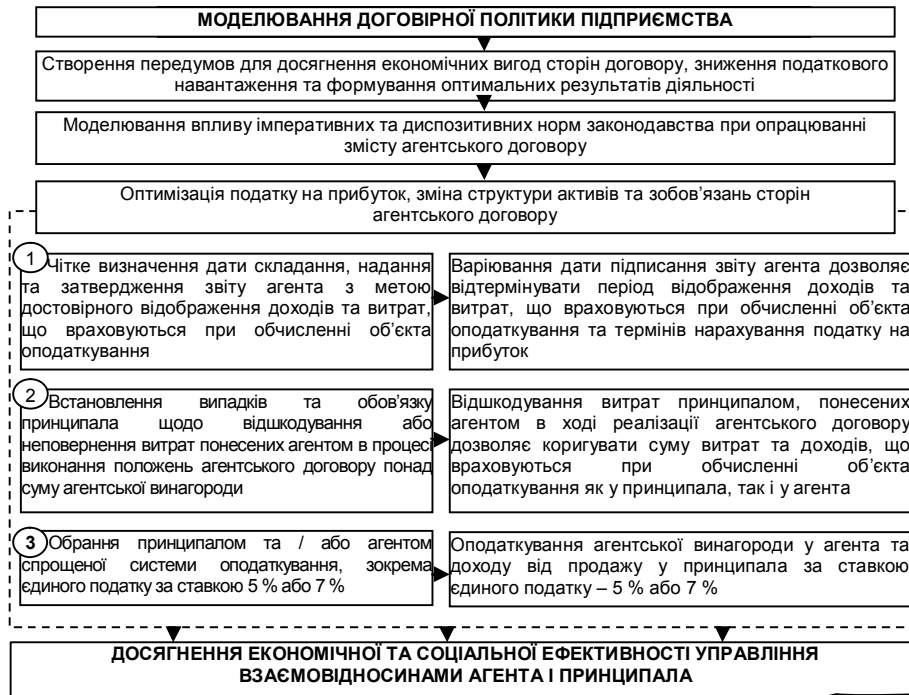 МОДЕЛЮВАННЯ ДОГОВІРНОЇ ПОЛІТИКИ ПІДПРИЄМСТВА
Створення передумов для досягнення економічних вигод сторін договору, зниження податкового
навантаження та формування оптимальних результатів діяльності
Моделювання впливу імперативних та диспозитивних норм законодавства при опрацюванні
змісту агентського договору
Оптимізація податку на прибуток, зміна структури активів та зобов’язань сторін
агентського договору
1
Чітке визначення дати складання, надання
та затвердження звіту агента з метою
достовірного відображення доходів та витрат,
що враховуються при обчисленні об’єкта
оподаткування
Варіювання дати підписання звіту агента дозволяє
відтермінувати період відображення доходів та
витрат, що враховуються при обчисленні об’єкта
оподаткування та термінів нарахування податку на
прибуток
2
Встановлення випадків та обов’язку
принципала щодо відшкодування або
неповернення витрат понесених агентом в процесі
виконання положень агентського договору понад
суму агентської винагороди
Відшкодування витрат принципалом, понесених
агентом в ході реалізації агентського договору
дозволяє коригувати суму витрат та доходів, що
враховуються при обчисленні об’єкта
оподаткування як у принципала, так і у агента
3
Обрання принципалом та / або агентом
спрощеної системи оподаткування, зокрема
єдиного податку за ставкою 5 % або 7 %
Оподаткування агентської винагороди у агента та
доходу від продажу у принципала за ставкою
єдиного податку – 5 % або 7 %
ДОСЯГНЕННЯ ЕКОНОМІЧНОЇ ТА СОЦІАЛЬНОЇ ЕФЕКТИВНОСТІ УПРАВЛІННЯ
ВЗАЄМОВІДНОСИНАМИ АГЕНТА І ПРИНЦИПАЛА